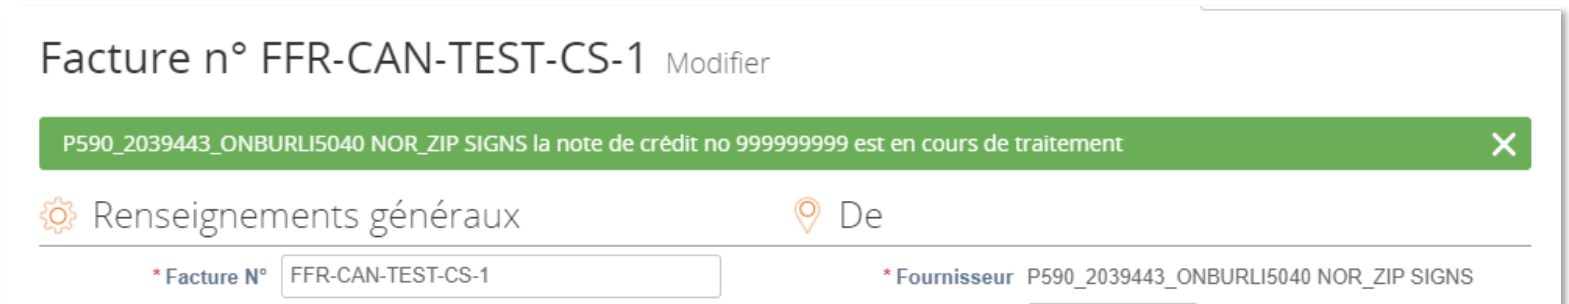 Facture n° FFR-CAN-TEST-CS-1 Modifier
P590_2039443_ONBURLI5040 NOR_ZIP SIGNS la note de crédit no 999999999 est en cours de traitement
Renseignements généraux
De
* Facture N° FFR-CAN-TEST-CS-1
* Fournisseur P590_2039443_ONBURLI5040 NOR_ZIP SIGNS